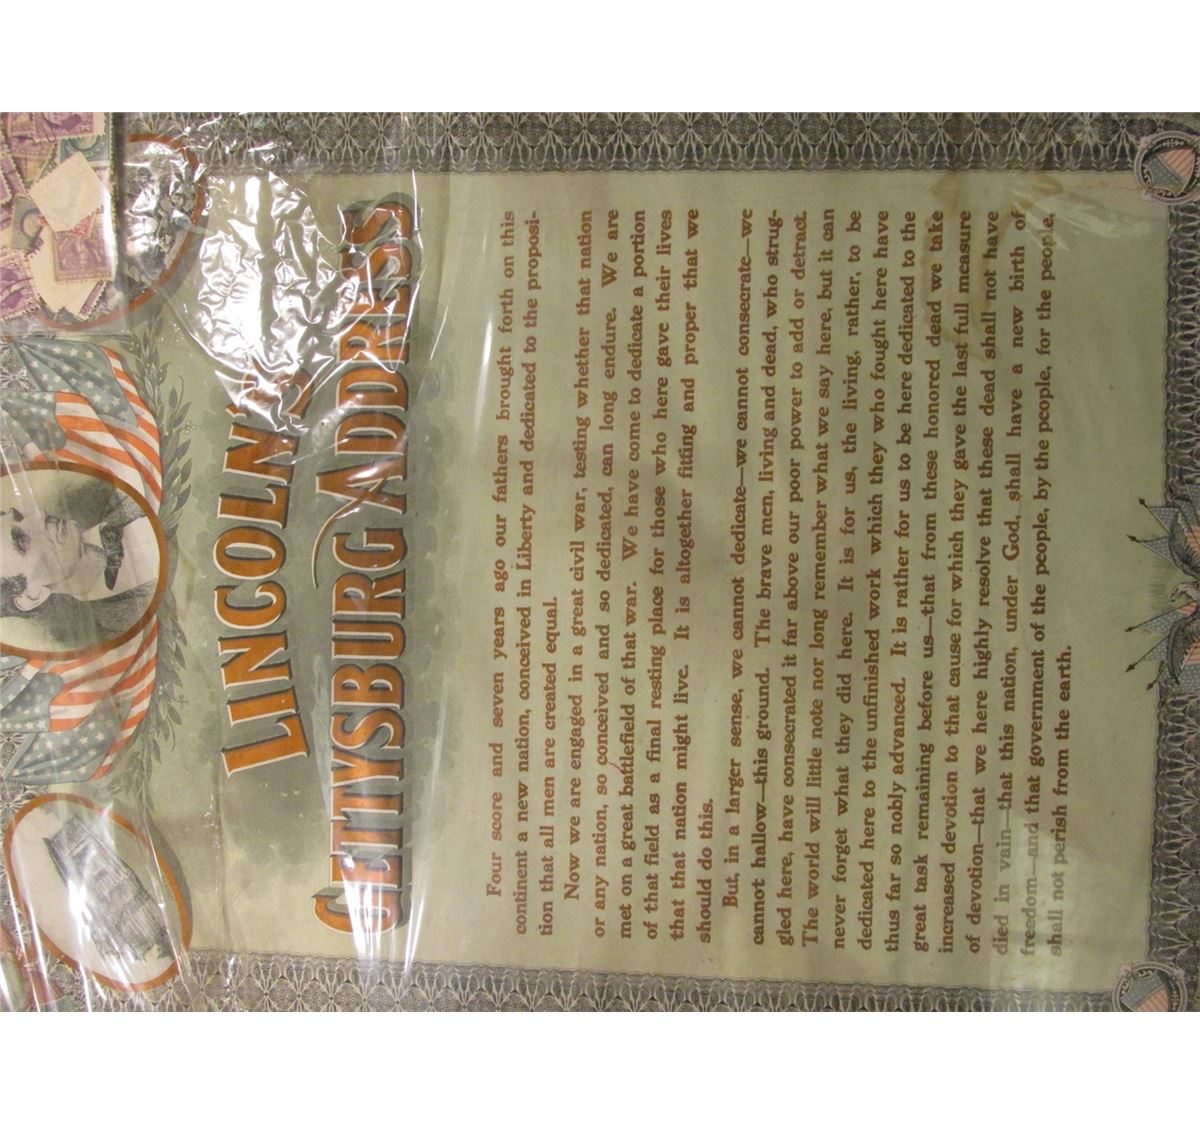 LINCOLN'S
GETTYSBURG ADDRESS
Four score and seven years ago our fathers brought forth on this
continent a new nation, conceived in Liberty and dedicated to the proposi-
tion that all men are created equal.
Now we are engaged in a great civil war, testing whether that nation
or any nation, so conceived and so dedicated, can long endure. We are
met on a great battlefield of that war. We have come to dedicate a portion
of that field as a final resting place for those who here gave their lives
that that nation might live. It is altogether fitting and proper that we
should do this.
But, in a larger sense, we cannot dedicate—we cannot consecrate—we
cannot hallow—this ground. The brave men, living and dead, who strug-
gled here, have consecrated it far above our poor power to add or detract.
The world will little note nor long remember what we say here, but it can
never forget what they did here. It is for us, the living, rather, to be
dedicated here to the unfinished work which they who fought here have
thus far so nobly advanced. It is rather for us to be here dedicated to the
great task remaining before us—that from these honored dead we take
increased devotion to that cause for which they gave the last full measure
of devotion—that we here highly resolve that these dead shall not have
died in vain—that this nation, under God, shall have a new birth of
freedom—and that government of the people, by the people, for the people,
shall not perish from the earth.